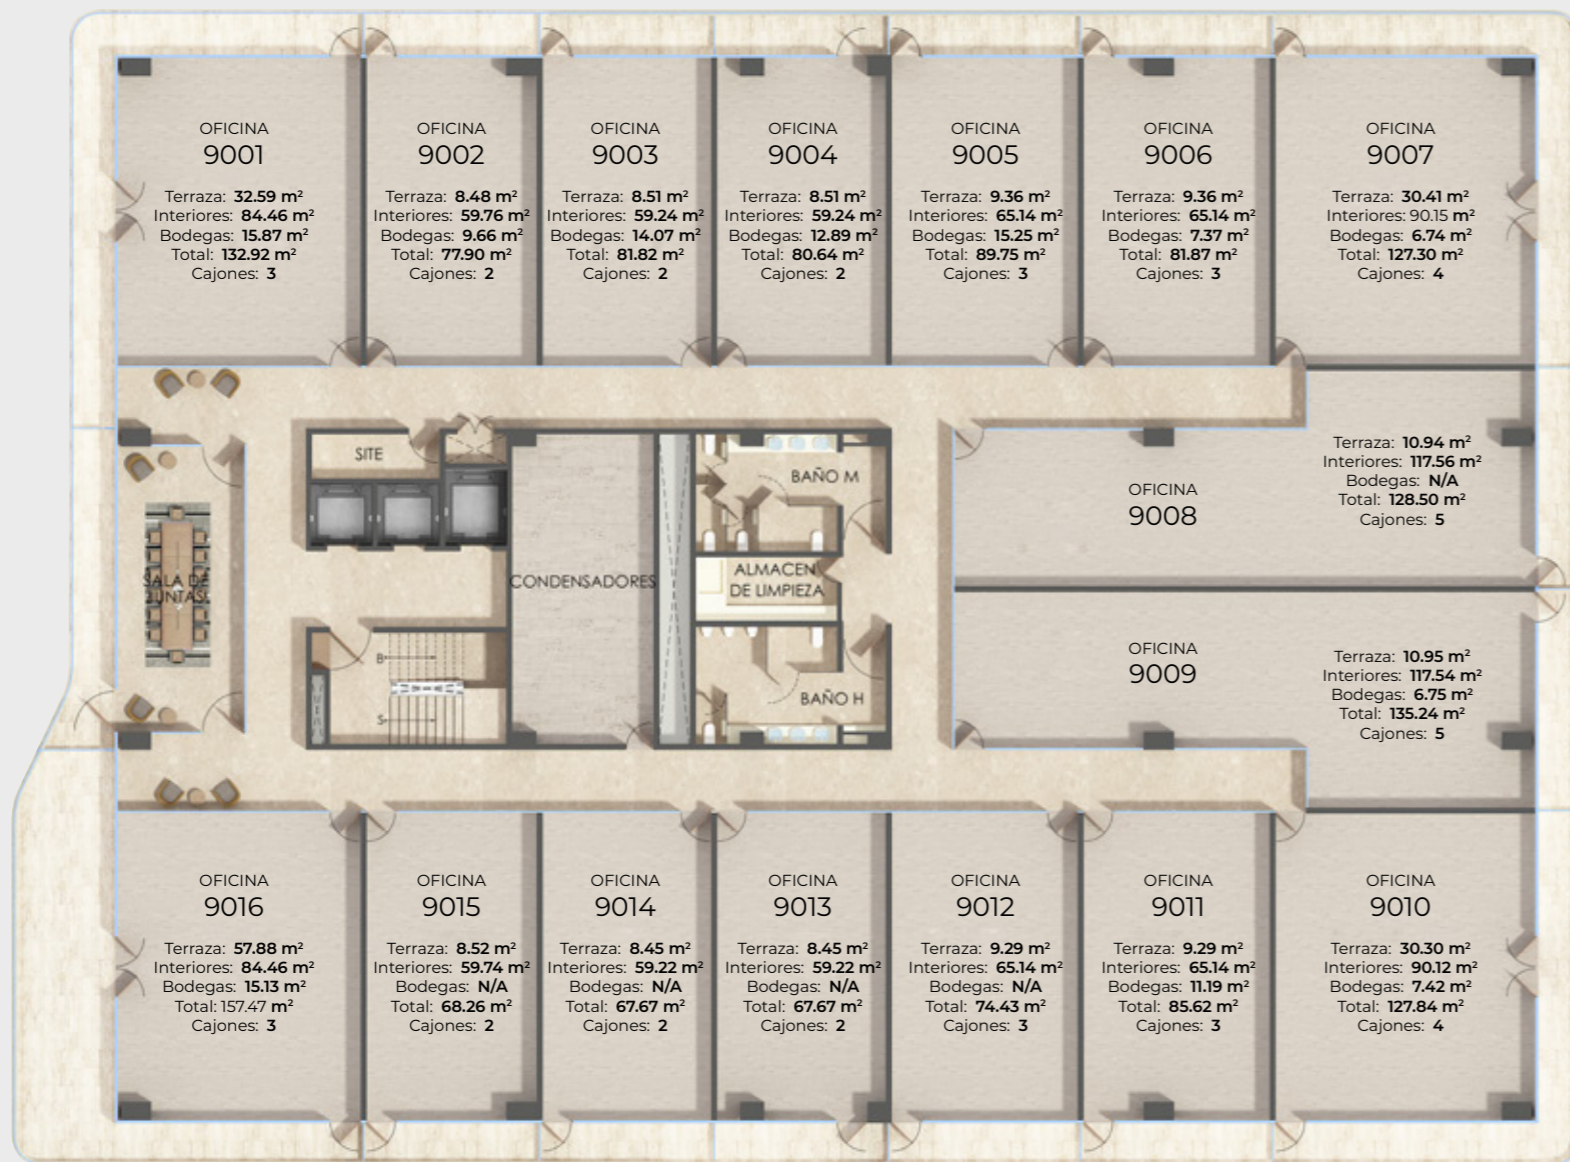 OFICINA
9001
Terraza: 32.59 m²
Interiores: 84.46 m²
Bodegas: 15.87 m²
Total: 132.92 m²
Cajones: 3
OFICINA
9002
Terraza: 8.48 m²
Interiores: 59.76 m²
Bodegas: 9.66 m²
Total: 77.90 m²
Cajones: 2
OFICINA
9003
Terraza: 8.51 m²
Interiores: 59.24 m²
Bodegas: 14.07 m²
Total: 81.82 m²
Cajones: 2
OFICINA
9004
Terraza: 8.51 m²
Interiores: 59.24 m²
Bodegas: 12.89 m²
Total: 80.64 m²
Cajones: 2
OFICINA
9005
Terraza: 9.36 m²
Interiores: 65.14 m²
Bodegas: 15.25 m²
Total: 89.75 m²
Cajones: 3
OFICINA
9006
Terraza: 9.36 m²
Interiores: 65.14 m²
Bodegas: 7.37 m²
Total: 81.87 m²
Cajones: 3
OFICINA
9007
Terraza: 30.41 m²
Interiores: 90.15 m²
Bodegas: 6.74 m²
Total: 127.30 m²
Cajones: 4
SITE
BAÑO M
SALA DE
JUNTAS
CONDENSADORES
ALMACEN
DE LIMPIEZA
B
S
BAÑO H
OFICINA
9008
Terraza: 10.94 m²
Interiores: 117.56 m²
Bodegas: N/A
Total: 128.50 m²
Cajones: 5
OFICINA
9009
Terraza: 10.95 m²
Interiores: 117.54 m²
Bodegas: 6.75 m²
Total: 135.24 m²
Cajones: 5
OFICINA
9016
Terraza: 57.88 m²
Interiores: 84.46 m²
Bodegas: 15.13 m²
Total: 157.47 m²
Cajones: 3
OFICINA
9015
Terraza: 8.52 m²
Interiores: 59.74 m²
Bodegas: N/A
Total: 68.26 m²
Cajones: 2
OFICINA
9014
Terraza: 8.45 m²
Interiores: 59.22 m²
Bodegas: N/A
Total: 67.67 m²
Cajones: 2
OFICINA
9013
Terraza: 8.45 m²
Interiores: 59.22 m²
Bodegas: N/A
Total: 67.67 m²
Cajones: 2
OFICINA
9012
Terraza: 9.29 m²
Interiores: 65.14 m²
Bodegas: N/A
Total: 74.43 m²
Cajones: 3
OFICINA
9011
Terraza: 9.29 m²
Interiores: 65.14 m²
Bodegas: 11.19 m²
Total: 85.62 m²
Cajones: 3
OFICINA
9010
Terraza: 30.30 m²
Interiores: 90.12 m²
Bodegas: 7.42 m²
Total: 127.84 m²
Cajones: 4